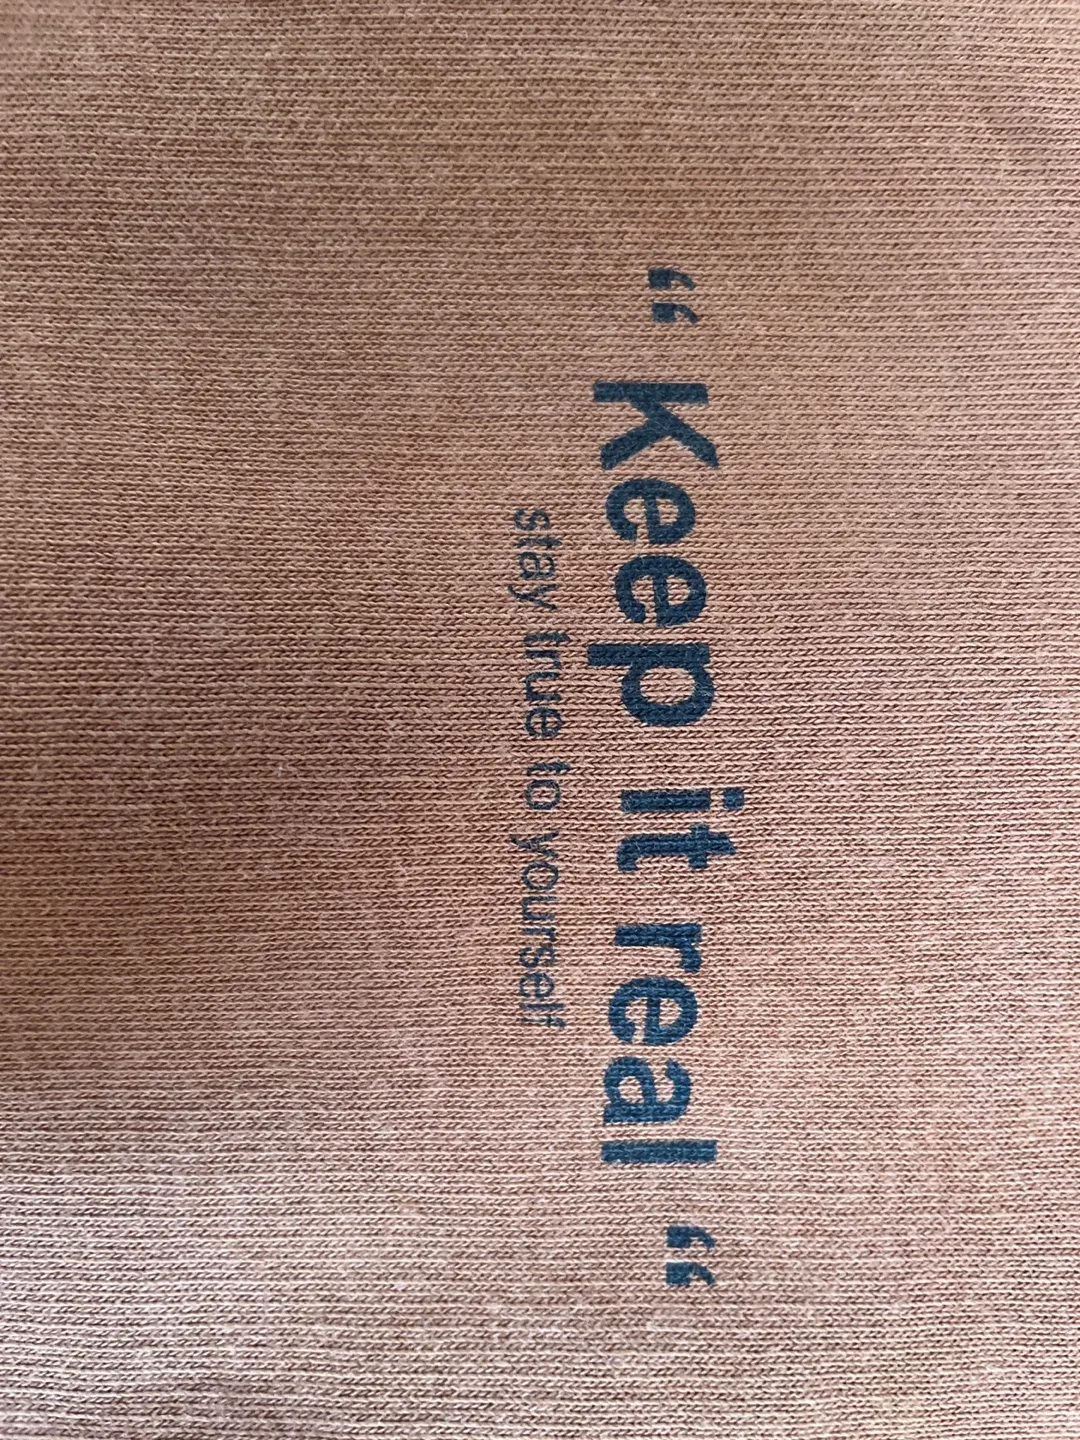 “ Keep it real “
stay true to yourself